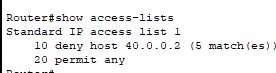 Router#show access-lists
Standard IP access list 1
    10 deny host 40.0.0.2 (5 match(es))
    20 permit any